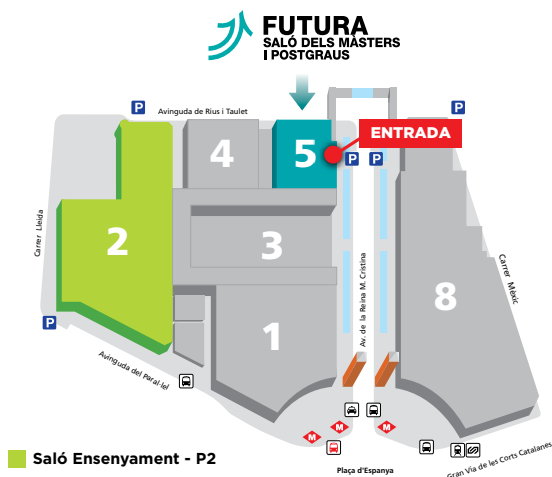 FUTURA
SALÓ DELS MÀSTERS
I POSTGRAUS
P
Avinguda de Rius i Taulet
P
ENTRADA
4
5
P
P
Carrer Lleida
2
3
Av. de la Reina M. Cristina
Carrer Mèxic
8
P
1
Avinguda del Paral·lel
M
M
M
Saló Ensenyament - P2
Plaça d'Espanya
Gran Via de les Corts Catalanes